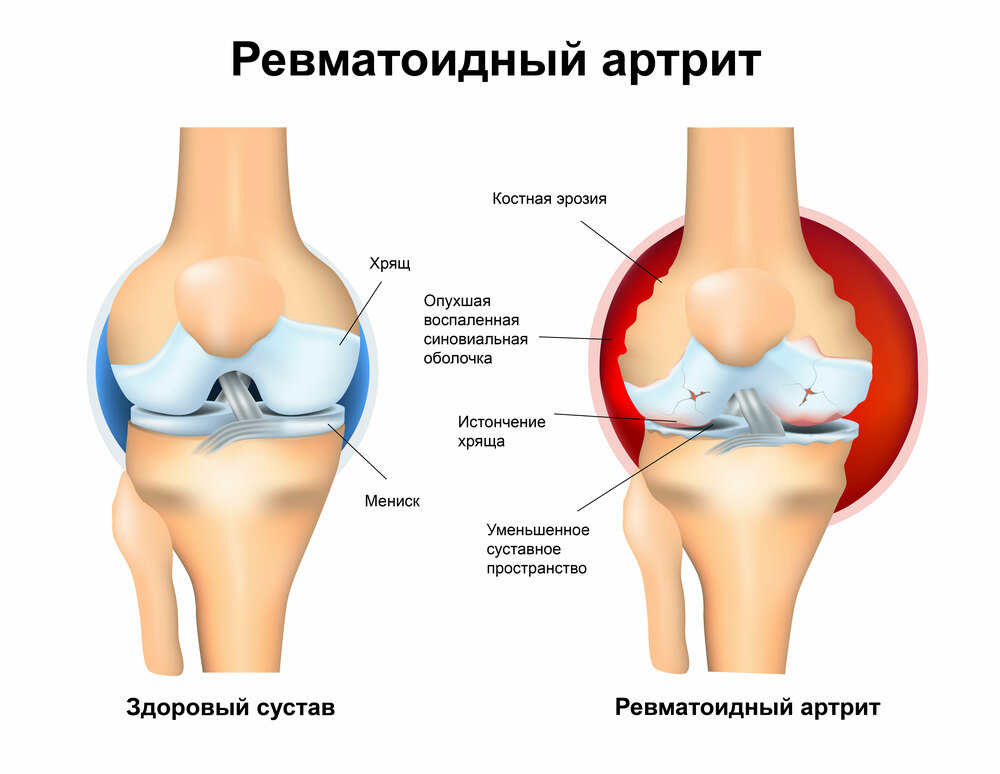 Ревматоидный артрит
Костная эрозия
Хрящ
Опухшая
воспаленная
синовиальная
оболочка
Истончение
хряща
Мениск
Уменьшенное
суставное
пространство
Здоровый сустав
Ревматоидный артрит